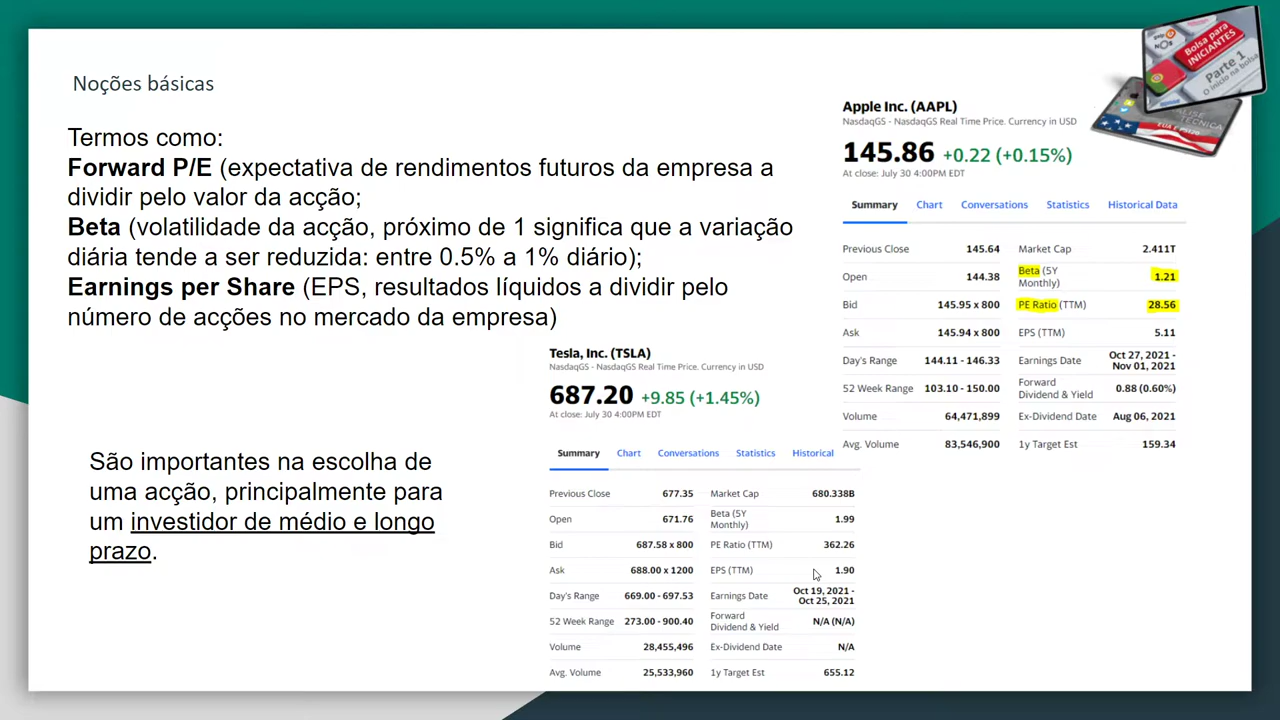 Noções básicas
Termos como:
Forward P/E (expectativa de rendimentos futuros da empresa a
dividir pelo valor da acção;
Beta (volatilidade da acção, próximo de 1 significa que a variação
diária tende a ser reduzida: entre 0.5% a 1% diário);
Earnings per Share (EPS, resultados líquidos a dividir pelo
número de acções no mercado da empresa)
São importantes na escolha de
uma acção, principalmente para
um investidor de médio e longo
prazo.
Bolsa para
INICIANTES
Parte 1
o início na bolsa
Apple Inc. (AAPL)
NasdaqGS - NasdaqGS Real Time Price. Currency in USD
145.86 +0.22 (+0.15%)
At close: July 30 4:00PM EDT
Summary Chart Conversations Statistics Historical Data
Previous Close 145.64 Market Cap 2.411T
Open 144.38 Beta (5Y Monthly) 1.21
Bid 145.95 x 800 PE Ratio (TTM) 28.56
Ask 145.94 x 800 EPS (TTM) 5.11
Day's Range 144.11 - 146.33 Earnings Date Oct 27, 2021 - Nov 01, 2021
52 Week Range 103.10 - 150.00 Forward Dividend & Yield 0.88 (0.60%)
Volume 64,471,899 Ex-Dividend Date Aug 06, 2021
Avg. Volume 83,546,900 1y Target Est 159.34
Tesla, Inc. (TSLA)
NasdaqGS - NasdaqGS Real Time Price. Currency in USD
687.20 +9.85 (+1.45%)
At close: July 30 4:00PM EDT
Summary Chart Conversations Statistics Historical
Previous Close 677.35 Market Cap 680.338B
Open 671.76 Beta (5Y Monthly) 1.99
Bid 687.58 x 800 PE Ratio (TTM) 362.26
Ask 688.00 x 1200 EPS (TTM) 1.90
Day's Range 669.00 - 697.53 Earnings Date Oct 19, 2021 - Oct 25, 2021
52 Week Range 273.00 - 900.40 Forward Dividend & Yield N/A (N/A)
Volume 28,455,496 Ex-Dividend Date N/A
Avg. Volume 25,533,960 1y Target Est 655.12